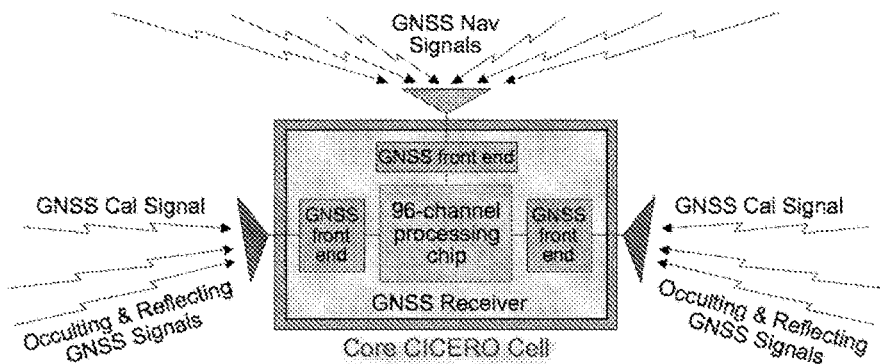 GNSS Nav
Signals
GNSS front end
GNSS Cal Signal
GNSS
front
end
96-channel
processing
chip
GNSS
front
end
GNSS Cal Signal
GNSS Receiver
Occulting & Reflecting
GNSS Signals
Occulting & Reflecting
GNSS Signals
Core CICERO Cell